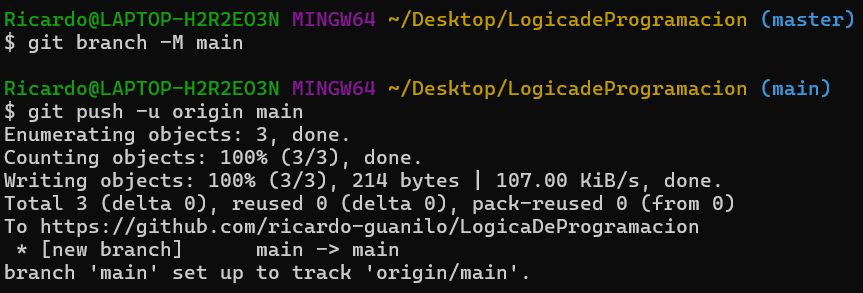 Ricardo@LAPTOP-H2R2EO3N MINGW64 ~/Desktop/LogicadeProgramacion (master)
$ git branch -M main
Ricardo@LAPTOP-H2R2EO3N MINGW64 ~/Desktop/LogicadeProgramacion (main)
$ git push -u origin main
Enumerating objects: 3, done.
Counting objects: 100% (3/3), done.
Writing objects: 100% (3/3), 214 bytes | 107.00 KiB/s, done.
Total 3 (delta 0), reused 0 (delta 0), pack-reused 0 (from 0)
To https://github.com/ricardo-guanilo/LogicaDeProgramacion
 * [new branch]      main -> main
branch 'main' set up to track 'origin/main'.